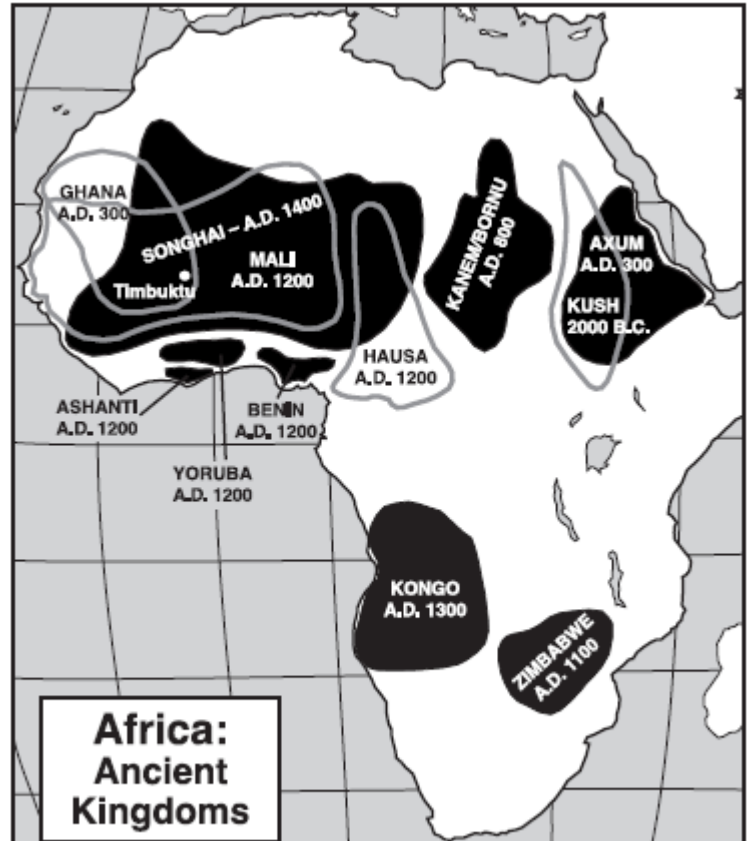 GHANA
A.D. 300
SONGHAI – A.D. 1400
MALI
A.D. 1200
Timbuktu
KANEM/BORNU
A.D. 800
AXUM
A.D. 300
KUSH
2000 B.C.
HAUSA
A.D. 1200
ASHANTI
A.D. 1200
BENIN
A.D. 1200
YORUBA
A.D. 1200
KONGO
A.D. 1300
ZIMBABWE
A.D. 1100
Africa:
Ancient
Kingdoms